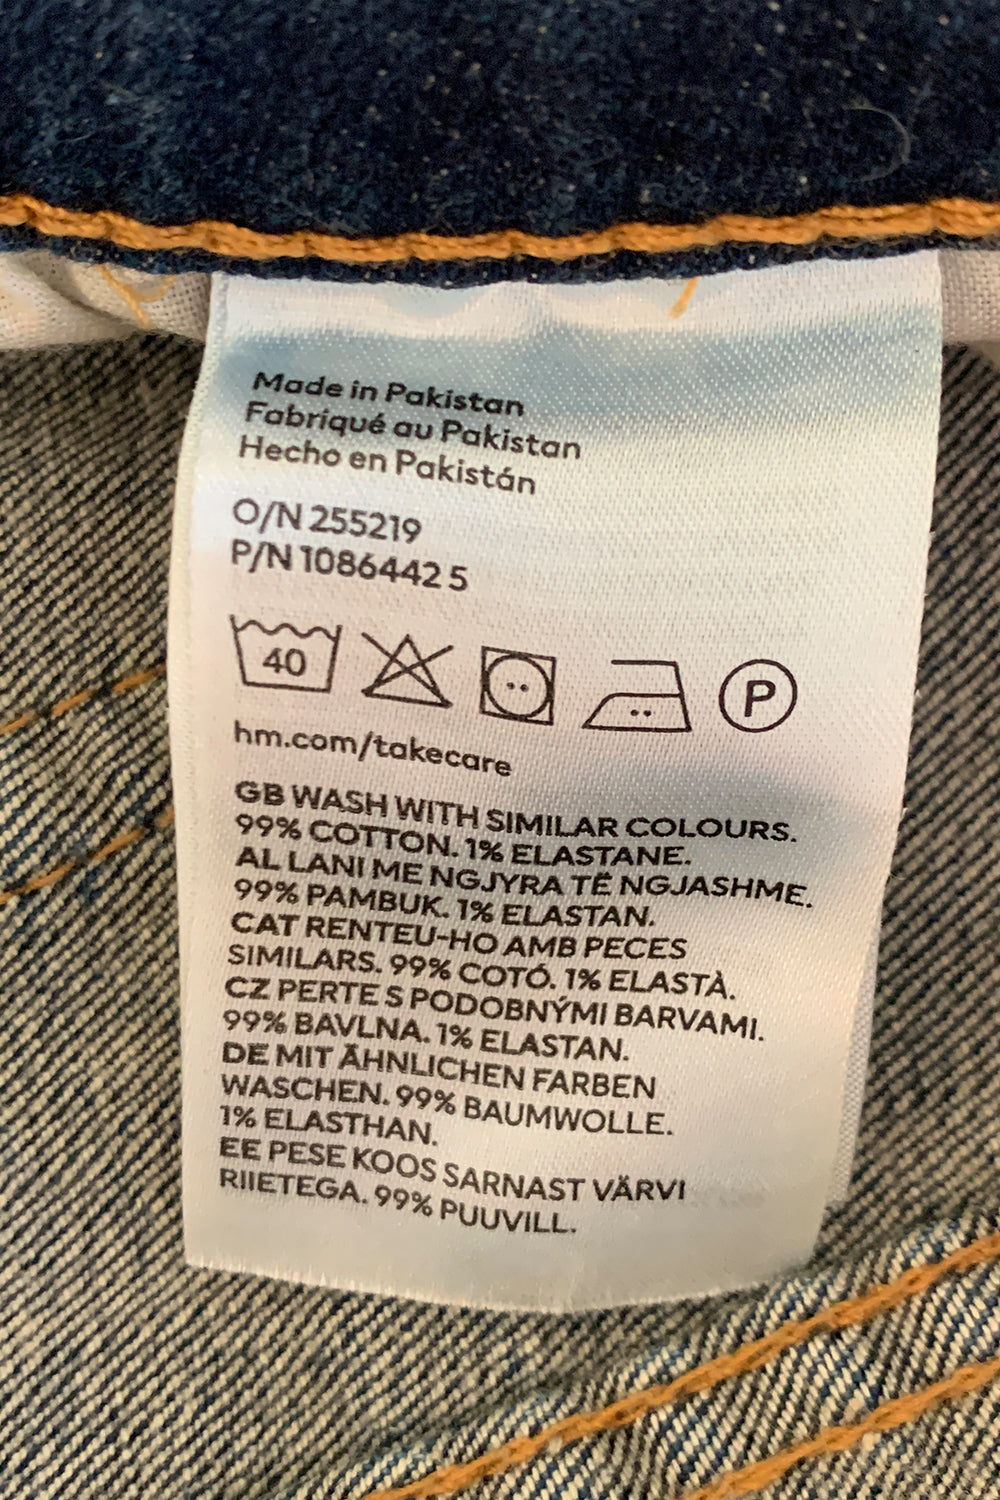 Made in Pakistan
Fabriqué au Pakistan
Hecho en Pakistán
O/N 255219
P/N 10864425
40 P
hm.com/takecare
GB WASH WITH SIMILAR COLOURS.
99% COTTON. 1% ELASTANE.
AL LANI ME NGJYRA TË NGJASHME.
99% PAMBUK. 1% ELASTAN.
CAT RENTEU-HO AMB PECES
SIMILARS. 99% COTÓ. 1% ELASTÀ.
CZ PERTE S PODOBNÝMI BARVAMI.
99% BAVLNA. 1% ELASTAN.
DE MIT ÄHNLICHEN FARBEN
WASCHEN. 99% BAUMWOLLE.
1% ELASTHAN.
EE PESE KOOS SARNAST VÄRVI
RIIETEGA. 99% PUUVILL.